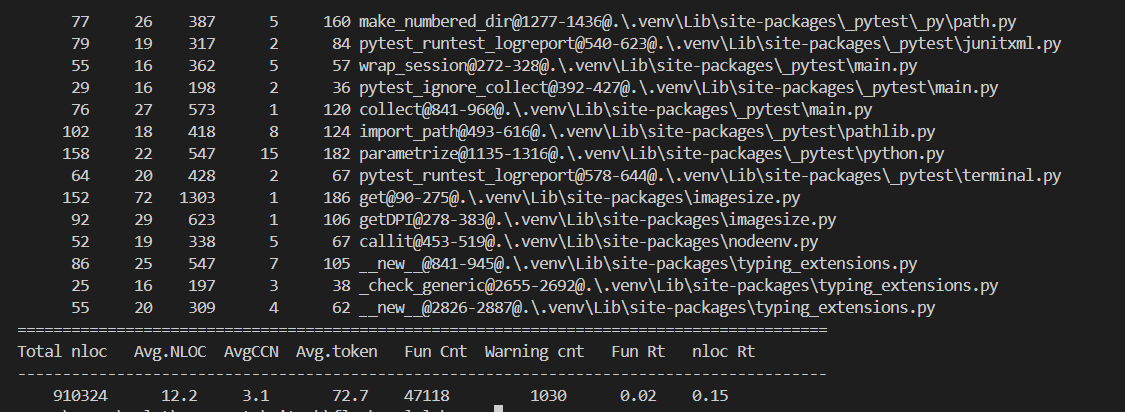 77 26 387 5 160 make_numbered_dir@1277-1436@.\.venv\Lib\site-packages\_pytest\_py\path.py
79 19 317 2 84 pytest_runtest_logreport@540-623@.\.venv\Lib\site-packages\_pytest\junitxml.py
55 16 362 5 57 wrap_session@272-328@.\.venv\Lib\site-packages\_pytest\main.py
29 16 198 2 36 pytest_ignore_collect@392-427@.\.venv\Lib\site-packages\_pytest\main.py
76 27 573 1 120 collect@841-960@.\.venv\Lib\site-packages\_pytest\main.py
102 18 418 8 124 import_path@493-616@.\.venv\Lib\site-packages\_pytest\pathlib.py
158 22 547 15 182 parametrize@1135-1316@.\.venv\Lib\site-packages\_pytest\python.py
64 20 428 2 67 pytest_runtest_logreport@578-644@.\.venv\Lib\site-packages\_pytest\terminal.py
152 72 1303 1 186 get@90-275@.\.venv\Lib\site-packages\imagesize.py
92 29 623 1 106 getDPI@278-383@.\.venv\Lib\site-packages\imagesize.py
52 19 338 5 67 callit@453-519@.\.venv\Lib\site-packages\nodeenv.py
86 25 547 7 105 __new__@841-945@.\.venv\Lib\site-packages\typing_extensions.py
25 16 197 3 38 _check_generic@2655-2692@.\.venv\Lib\site-packages\typing_extensions.py
55 20 309 4 62 __new__@2826-2887@.\.venv\Lib\site-packages\typing_extensions.py
==========================================================================================
Total nloc Avg.NLOC AvgCCN Avg.token Fun Cnt Warning cnt Fun Rt nloc Rt
------------------------------------------------------------------------------------------
910324 12.2 3.1 72.7 47118 1030 0.02 0.15